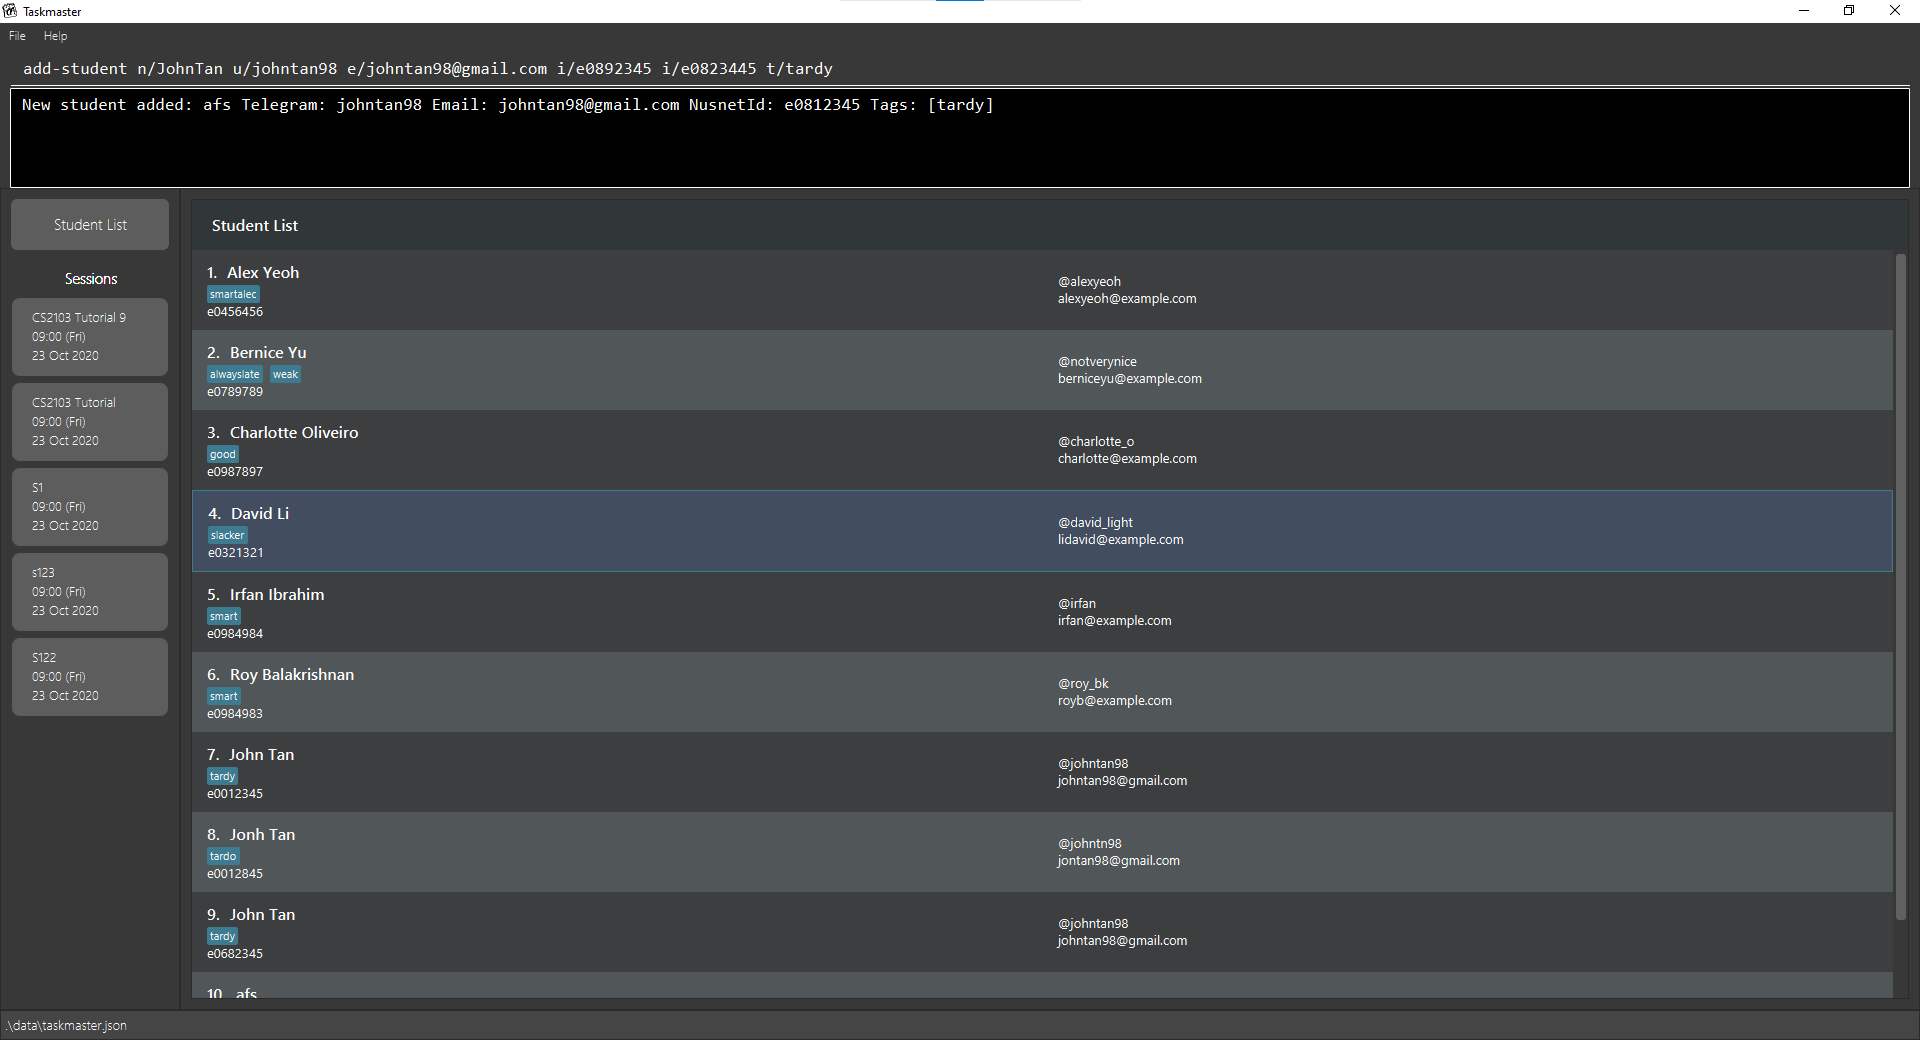 Taskmaster
File Help
add-student n/JohnTan u/johntan98 e/johntan98@gmail.com i/e0892345 i/e0823445 t/tardy
New student added: afs Telegram: johntan98 Email: johntan98@gmail.com NusnetId: e0812345 Tags: [tardy]
Student List
Sessions
CS2103 Tutorial 9
09:00 (Fri)
23 Oct 2020
CS2103 Tutorial
09:00 (Fri)
23 Oct 2020
S1
09:00 (Fri)
23 Oct 2020
s123
09:00 (Fri)
23 Oct 2020
S122
09:00 (Fri)
23 Oct 2020
Student List
1. Alex Yeoh
smartalec
e0456456
@alexyeoh
alexyeoh@example.com
2. Bernice Yu
alwayslate weak
e0789789
@notverynice
berniceyu@example.com
3. Charlotte Oliveiro
good
e0987897
@charlotte_o
charlotte@example.com
4. David Li
slacker
e0321321
@david_light
lidavid@example.com
5. Irfan Ibrahim
smart
e0984984
@irfan
irfan@example.com
6. Roy Balakrishnan
smart
e0984983
@roy_bk
royb@example.com
7. John Tan
tardy
e0012345
@johntan98
johntan98@gmail.com
8. Jonh Tan
tardo
e0012845
@johntn98
jontan98@gmail.com
9. John Tan
tardy
e0682345
@johntan98
johntan98@gmail.com
10. afs
.\data\taskmaster.json